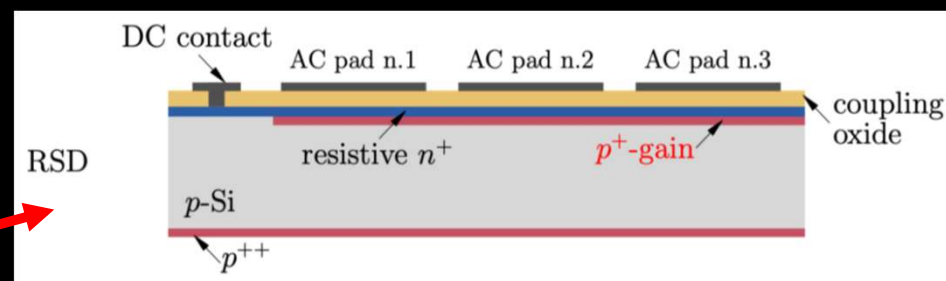 DC contact
AC pad n.1
AC pad n.2
AC pad n.3
coupling
oxide
resistive n⁺
p⁺-gain
RSD
p-Si
p⁺⁺